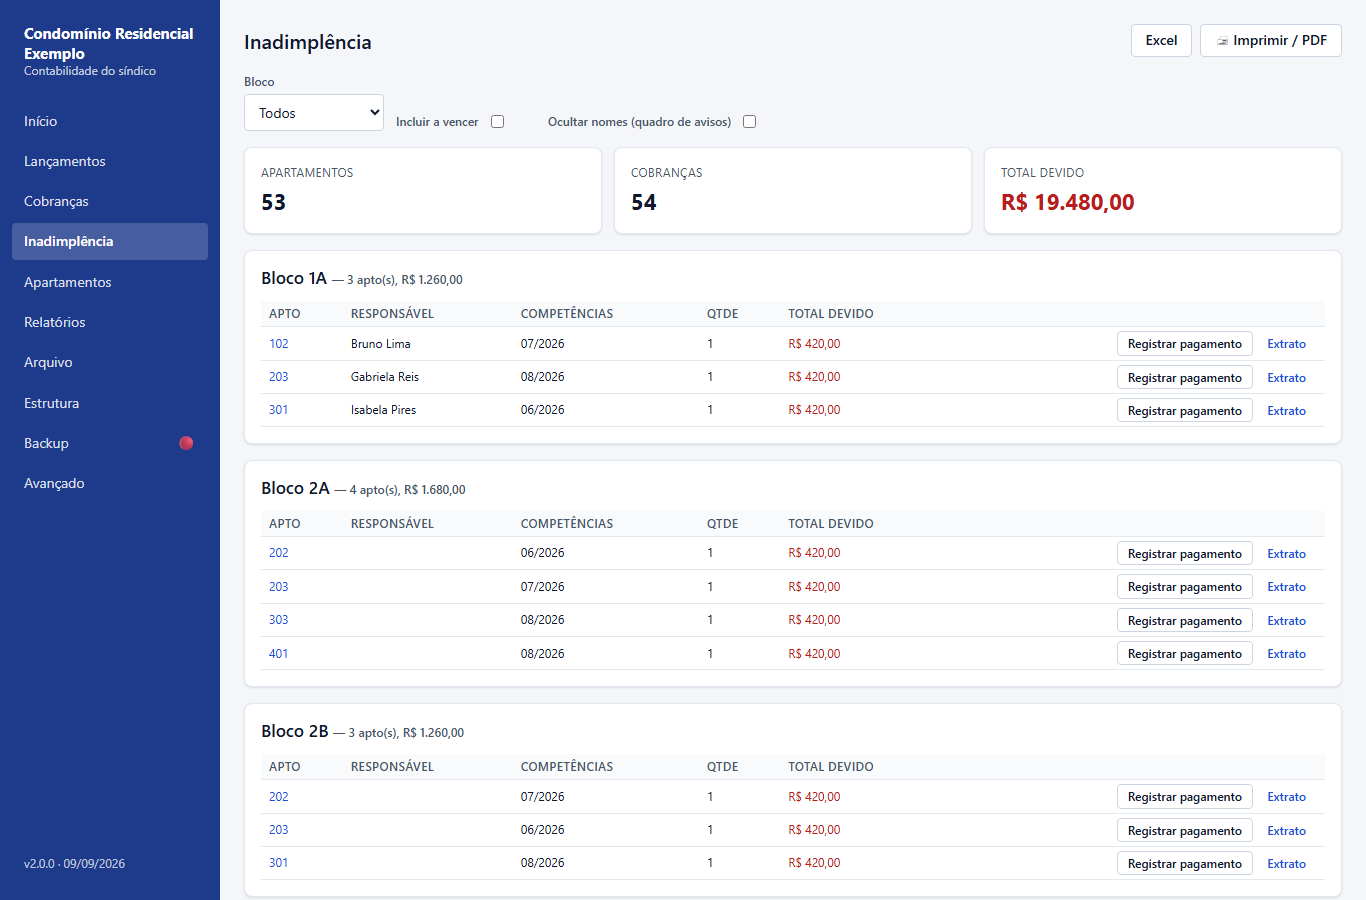 Condomínio Residencial
Exemplo
Contabilidade do síndico
Início
Lançamentos
Cobranças
Inadimplência
Apartamentos
Relatórios
Arquivo
Estrutura
Backup
Avançado
v2.0.0 · 09/09/2026
Inadimplência
Excel
Imprimir / PDF
Bloco
Todos
Incluir a vencer
Ocultar nomes (quadro de avisos)
APARTAMENTOS
53
COBRANÇAS
54
TOTAL DEVIDO
R$ 19.480,00
Bloco 1A — 3 apto(s), R$ 1.260,00
APTO RESPONSÁVEL COMPETÊNCIAS QTDE TOTAL DEVIDO
102 Bruno Lima 07/2026 1 R$ 420,00 Registrar pagamento Extrato
203 Gabriela Reis 08/2026 1 R$ 420,00 Registrar pagamento Extrato
301 Isabela Pires 06/2026 1 R$ 420,00 Registrar pagamento Extrato
Bloco 2A — 4 apto(s), R$ 1.680,00
APTO RESPONSÁVEL COMPETÊNCIAS QTDE TOTAL DEVIDO
202 06/2026 1 R$ 420,00 Registrar pagamento Extrato
203 07/2026 1 R$ 420,00 Registrar pagamento Extrato
303 08/2026 1 R$ 420,00 Registrar pagamento Extrato
401 08/2026 1 R$ 420,00 Registrar pagamento Extrato
Bloco 2B — 3 apto(s), R$ 1.260,00
APTO RESPONSÁVEL COMPETÊNCIAS QTDE TOTAL DEVIDO
202 07/2026 1 R$ 420,00 Registrar pagamento Extrato
203 06/2026 1 R$ 420,00 Registrar pagamento Extrato
301 08/2026 1 R$ 420,00 Registrar pagamento Extrato